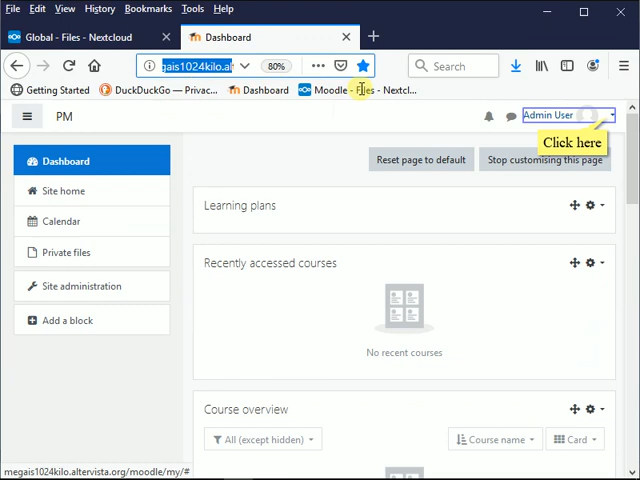 File Edit View History Bookmarks Tools Help
Global - Files - Nextcloud
Dashboard
gais1024kilo.al
80%
Search
Getting Started
DuckDuckGo — Privac...
Dashboard
Moodle - Files - Nextcl...
PM
Admin User
Click here
Dashboard
Reset page to default
Stop customising this page
Site home
Calendar
Private files
Site administration
Add a block
Learning plans
Recently accessed courses
No recent courses
Course overview
All (except hidden)
Course name
Card
megais1024kilo.altervista.org/moodle/my/#